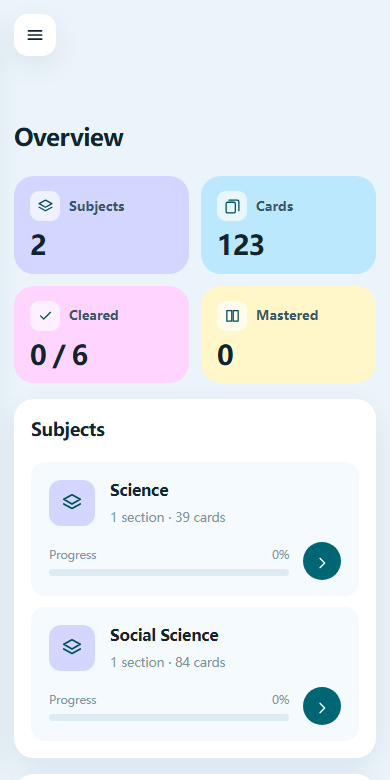 Overview
Subjects
2
Cards
123
Cleared
0 / 6
Mastered
0
Subjects
Science
1 section · 39 cards
Progress 0%
Social Science
1 section · 84 cards
Progress 0%